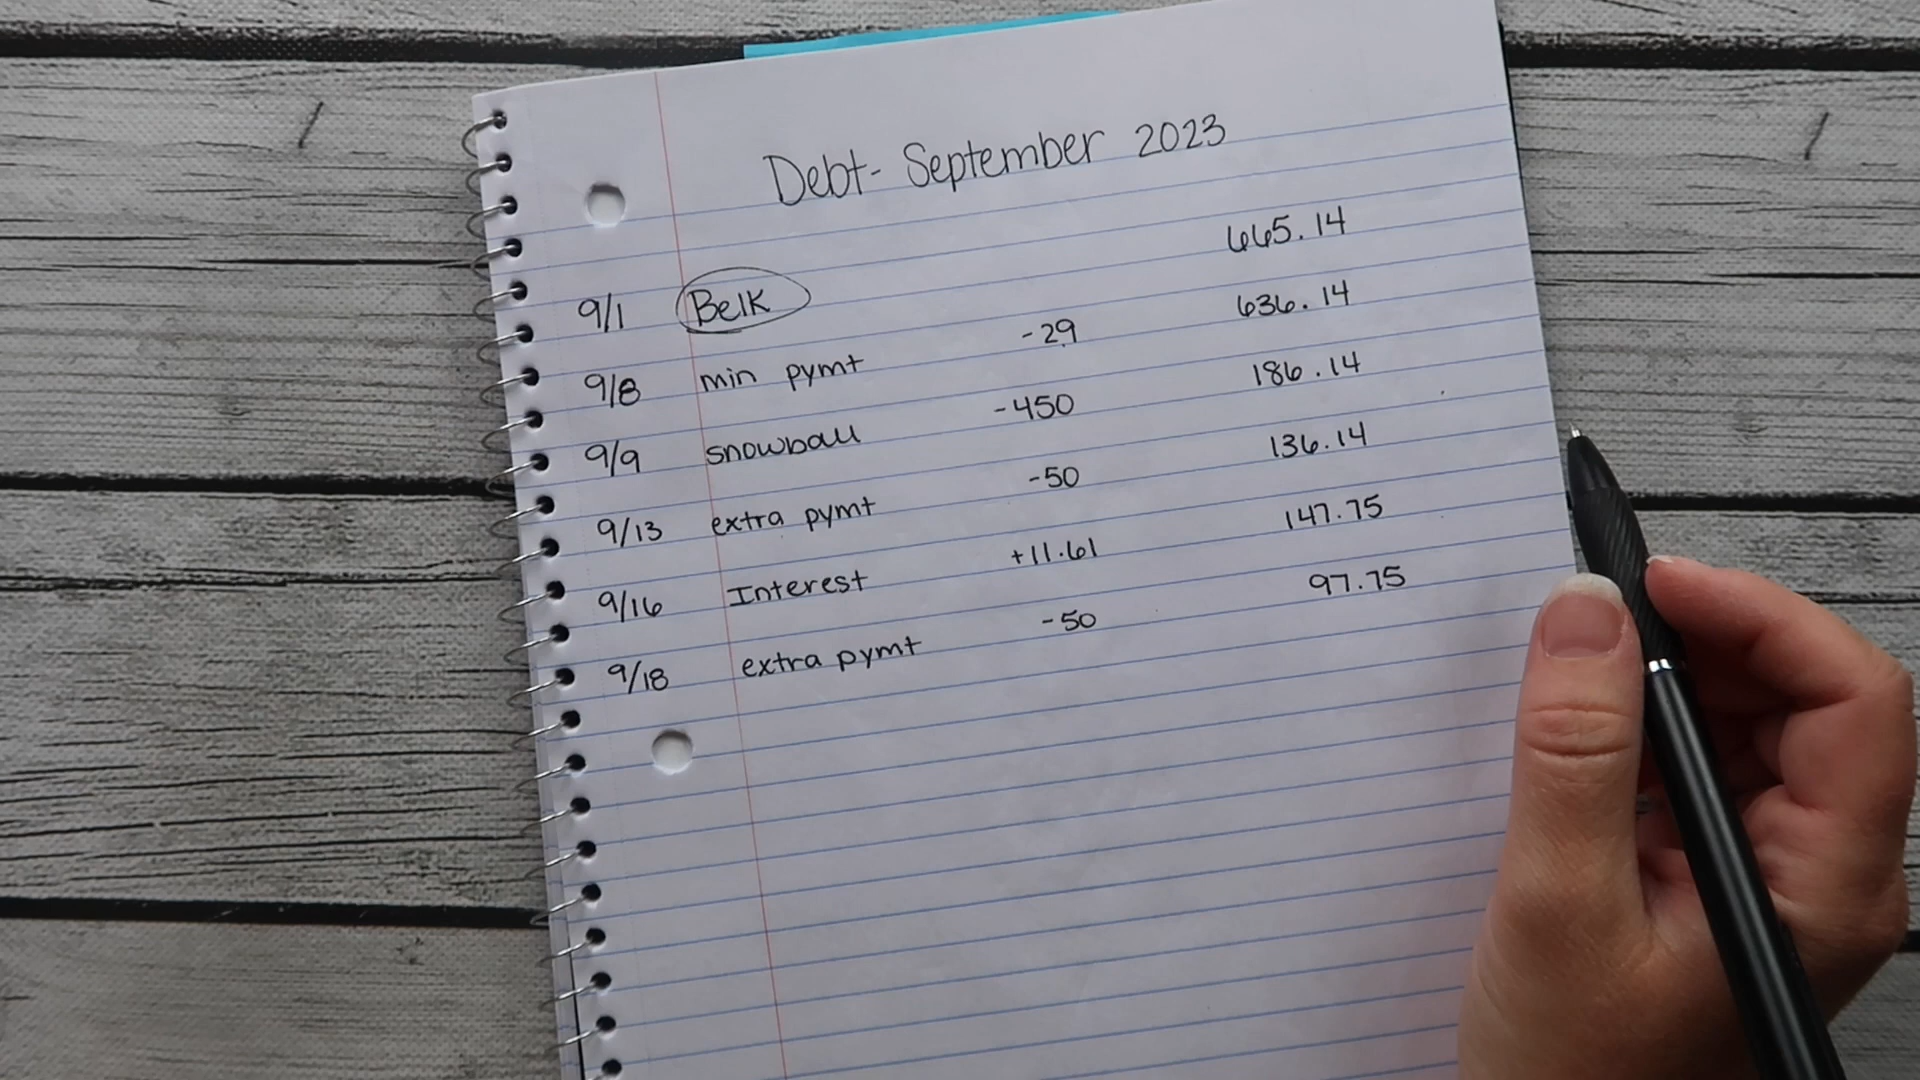 Debt- September 2023
9/1 Belk 665.14
9/8 min pymt -29 636.14
9/9 snowball -450 186.14
9/13 extra pymt -50 136.14
9/16 Interest +11.61 147.75
9/18 extra pymt -50 97.75